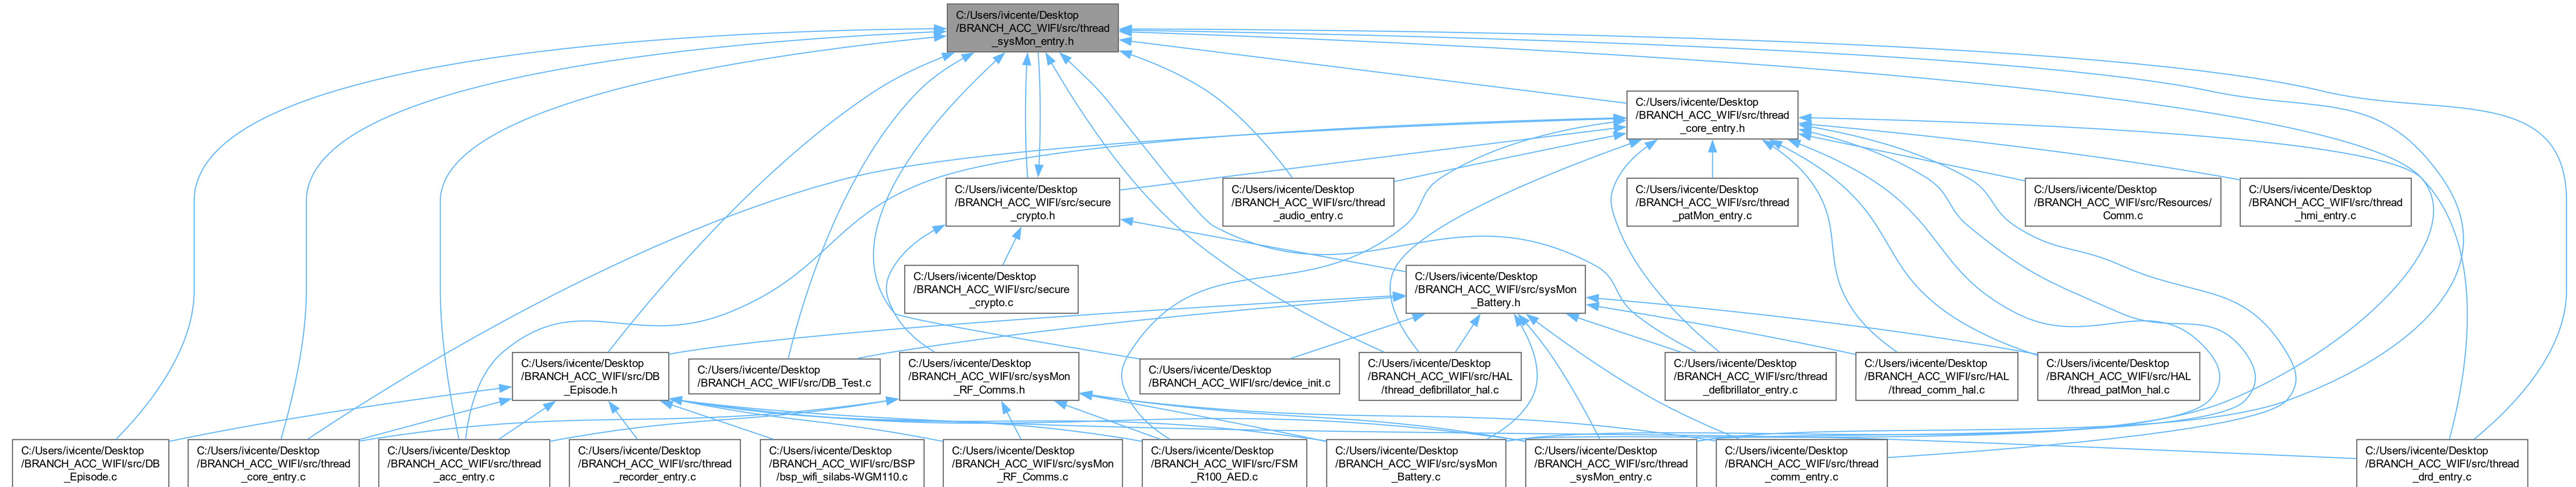 C:/Users/ivicente/Desktop
/BRANCH_ACC_WIFI/src/thread
_sysMon_entry.h
C:/Users/ivicente/Desktop
/BRANCH_ACC_WIFI/src/thread
_core_entry.h
C:/Users/ivicente/Desktop
/BRANCH_ACC_WIFI/src/secure
_crypto.h
C:/Users/ivicente/Desktop
/BRANCH_ACC_WIFI/src/thread
_audio_entry.c
C:/Users/ivicente/Desktop
/BRANCH_ACC_WIFI/src/thread
_patMon_entry.c
C:/Users/ivicente/Desktop
/BRANCH_ACC_WIFI/src/Resources/
Comm.c
C:/Users/ivicente/Desktop
/BRANCH_ACC_WIFI/src/thread
_hmi_entry.c
C:/Users/ivicente/Desktop
/BRANCH_ACC_WIFI/src/secure
_crypto.c
C:/Users/ivicente/Desktop
/BRANCH_ACC_WIFI/src/sysMon
_Battery.h
C:/Users/ivicente/Desktop
/BRANCH_ACC_WIFI/src/DB
_Episode.h
C:/Users/ivicente/Desktop
/BRANCH_ACC_WIFI/src/DB_Test.c
C:/Users/ivicente/Desktop
/BRANCH_ACC_WIFI/src/sysMon
_RF_Comms.h
C:/Users/ivicente/Desktop
/BRANCH_ACC_WIFI/src/device_init.c
C:/Users/ivicente/Desktop
/BRANCH_ACC_WIFI/src/HAL
/thread_defibrillator_hal.c
C:/Users/ivicente/Desktop
/BRANCH_ACC_WIFI/src/thread
_defibrillator_entry.c
C:/Users/ivicente/Desktop
/BRANCH_ACC_WIFI/src/HAL
/thread_comm_hal.c
C:/Users/ivicente/Desktop
/BRANCH_ACC_WIFI/src/HAL
/thread_patMon_hal.c
C:/Users/ivicente/Desktop
/BRANCH_ACC_WIFI/src/DB
_Episode.c
C:/Users/ivicente/Desktop
/BRANCH_ACC_WIFI/src/thread
_core_entry.c
C:/Users/ivicente/Desktop
/BRANCH_ACC_WIFI/src/thread
_acc_entry.c
C:/Users/ivicente/Desktop
/BRANCH_ACC_WIFI/src/thread
_recorder_entry.c
C:/Users/ivicente/Desktop
/BRANCH_ACC_WIFI/src/BSP
/bsp_wifi_silabs-WGM110.c
C:/Users/ivicente/Desktop
/BRANCH_ACC_WIFI/src/sysMon
_RF_Comms.c
C:/Users/ivicente/Desktop
/BRANCH_ACC_WIFI/src/FSM
_R100_AED.c
C:/Users/ivicente/Desktop
/BRANCH_ACC_WIFI/src/sysMon
_Battery.c
C:/Users/ivicente/Desktop
/BRANCH_ACC_WIFI/src/thread
_sysMon_entry.c
C:/Users/ivicente/Desktop
/BRANCH_ACC_WIFI/src/thread
_comm_entry.c
C:/Users/ivicente/Desktop
/BRANCH_ACC_WIFI/src/thread
_drd_entry.c